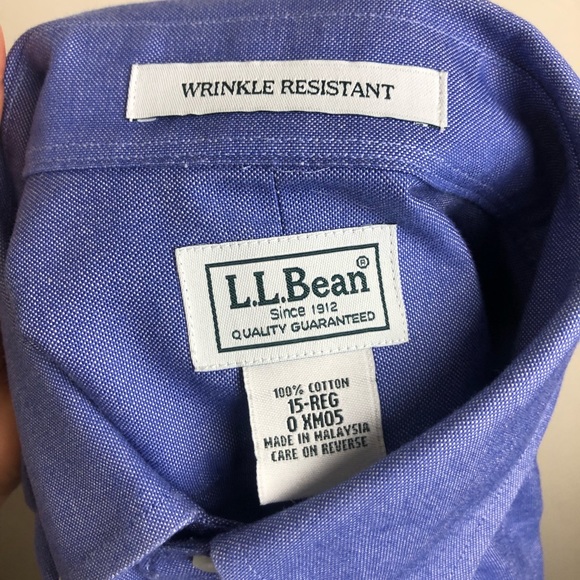 WRINKLE RESISTANT
L.L.Bean®
Since 1912
QUALITY GUARANTEED
100% COTTON
15-REG
0 XM05
MADE IN MALAYSIA
CARE ON REVERSE